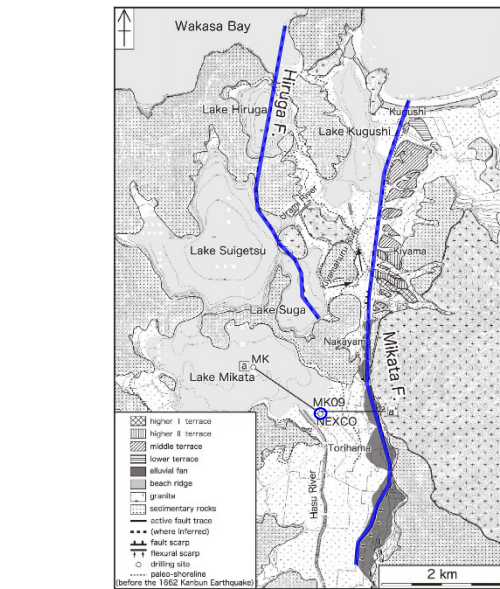 Wakasa Bay
Hiruga F.
Lake Hiruga
Kugushi
Lake Kugushi
Urami River
Lake Suigetsu
Kiyama
Lake Suga
Nakayama
Mikata F.
a
MK
Lake Mikata
MK09
NEXCO
a'
Torihama
Hasu River
higher I terrace
higher II terrace
middle terrace
lower terrace
alluvial fan
beach ridge
granite
sedimentary rocks
active fault trace
(where inferred)
fault scarp
flexural scarp
drilling site
paleo-shoreline
(before the 1662 Kanbun Earthquake)
2 km